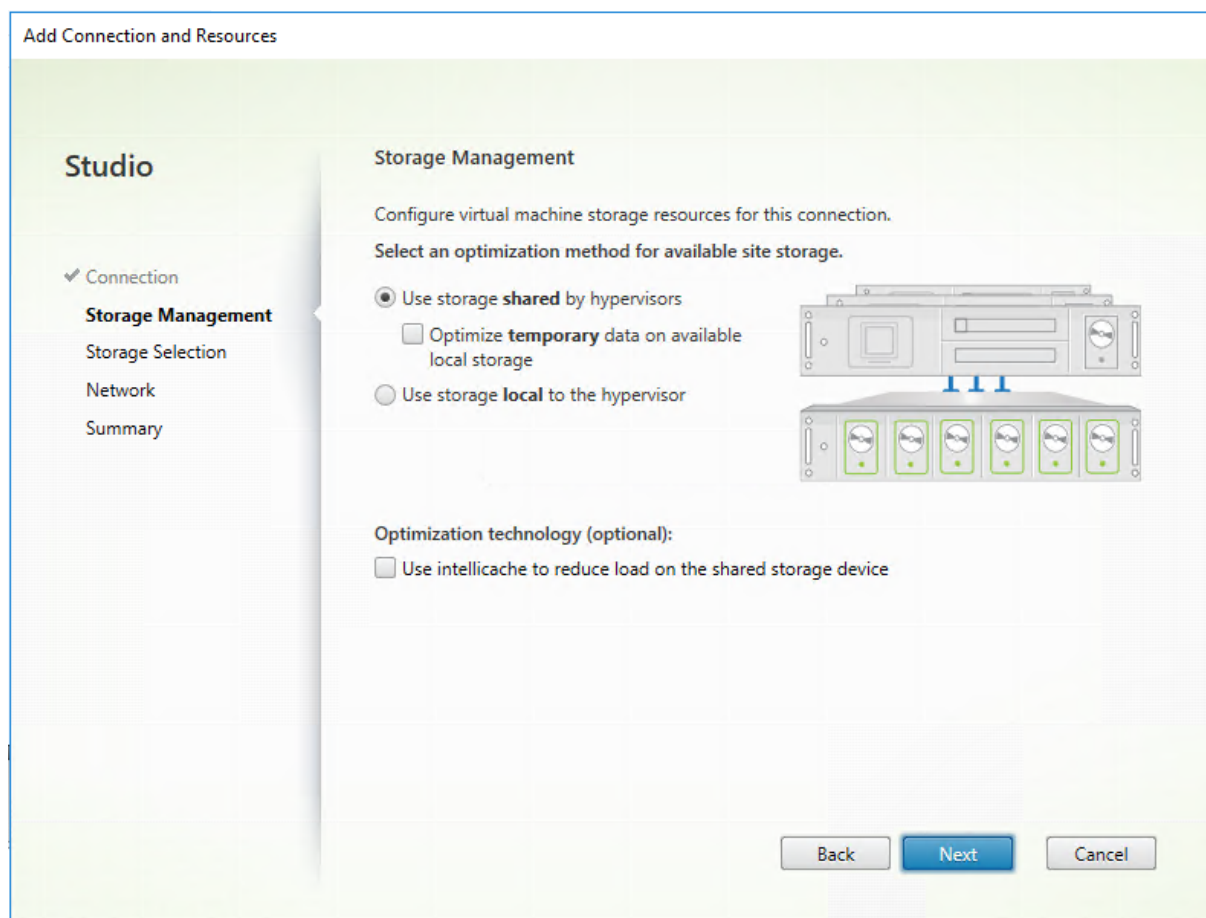 Add Connection and Resources
Studio
Connection
Storage Management
Storage Selection
Network
Summary
Storage Management
Configure virtual machine storage resources for this connection.
Select an optimization method for available site storage.
Use storage shared by hypervisors
Optimize temporary data on available
local storage
Use storage local to the hypervisor
Optimization technology (optional):
Use intellicache to reduce load on the shared storage device
Back
Next
Cancel